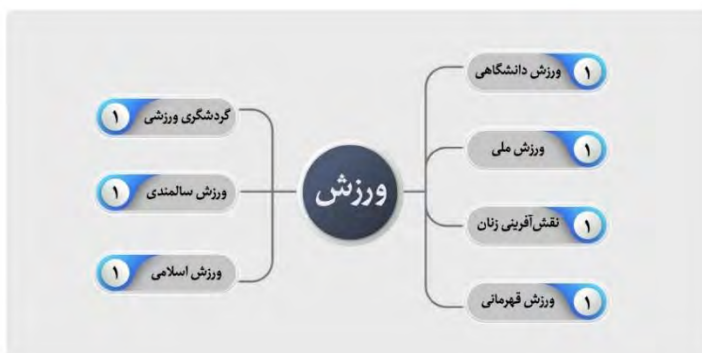 ورزش
۱ ورزش دانشگاهی
۱ ورزش ملی
۱ نقش‌آفرینی زنان
۱ ورزش قهرمانی
گردشگری ورزشی ۱
ورزش سالمندی ۱
ورزش اسلامی ۱